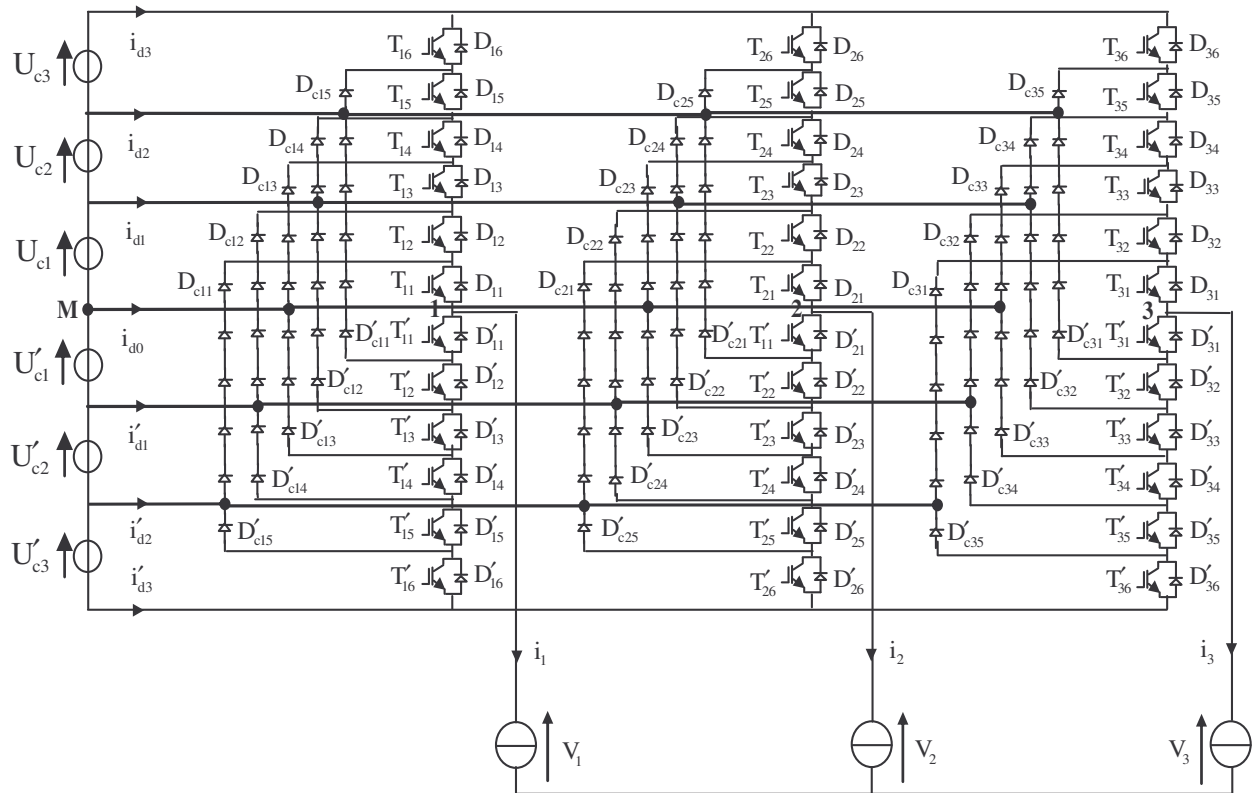 U_c3
i_d3
T_16 D_16
D_c15
T_15 D_15
U_c2
i_d2
D_c14
T_14 D_14
D_c13
T_13 D_13
U_c1
i_d1
D_c12
T_12 D_12
D_c11
T_11 D_11
M
1
i_d0
U'_c1
D'_c11
T'_11 D'_11
D'_c12
T'_12 D'_12
i'_d1
D'_c13
T'_13 D'_13
U'_c2
D'_c14
T'_14 D'_14
i'_d2
D'_c15
T'_15 D'_15
U'_c3
i'_d3
T'_16 D'_16
T_26 D_26
D_c25
T_25 D_25
D_c24
T_24 D_24
D_c23
T_23 D_23
D_c22
T_22 D_22
D_c21
T_21 D_21
2
D'_c21
T'_11 D'_21
D'_c22
T'_22 D'_22
D'_c23
T'_23 D'_23
D'_c24
T'_24 D'_24
D'_c25
T'_25 D'_25
T'_26 D'_26
T_36 D_36
D_c35
T_35 D_35
D_c34
T_34 D_34
D_c33
T_33 D_33
D_c32
T_32 D_32
D_c31
T_31 D_31
3
D'_c31
T'_31 D'_31
D'_c32
T'_32 D'_32
D'_c33
T'_33 D'_33
D'_c34
T'_34 D'_34
D'_c35
T'_35 D'_35
T'_36 D'_36
i_1
i_2
i_3
V_1
V_2
V_3